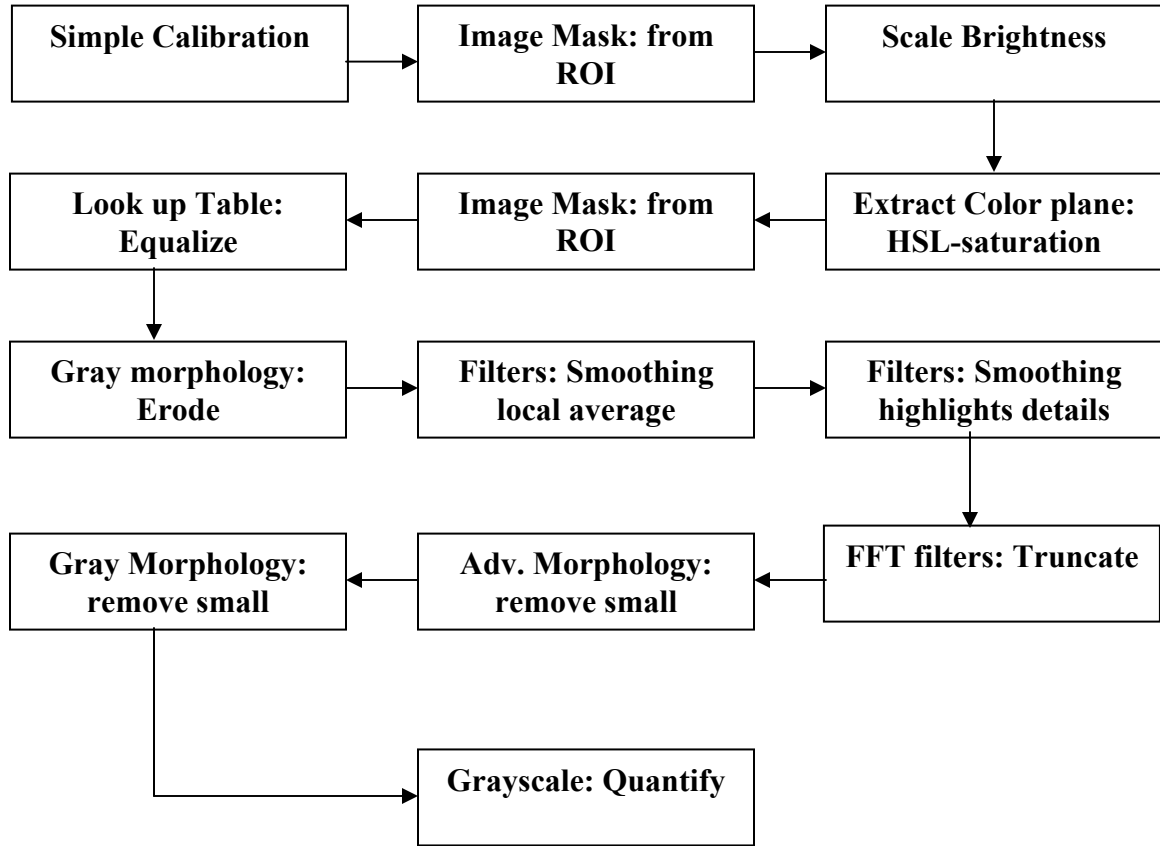 Simple Calibration
Image Mask: from
ROI
Scale Brightness
Look up Table:
Equalize
Image Mask: from
ROI
Extract Color plane:
HSL-saturation
Gray morphology:
Erode
Filters: Smoothing
local average
Filters: Smoothing
highlights details
Gray Morphology:
remove small
Adv. Morphology:
remove small
FFT filters: Truncate
Grayscale: Quantify